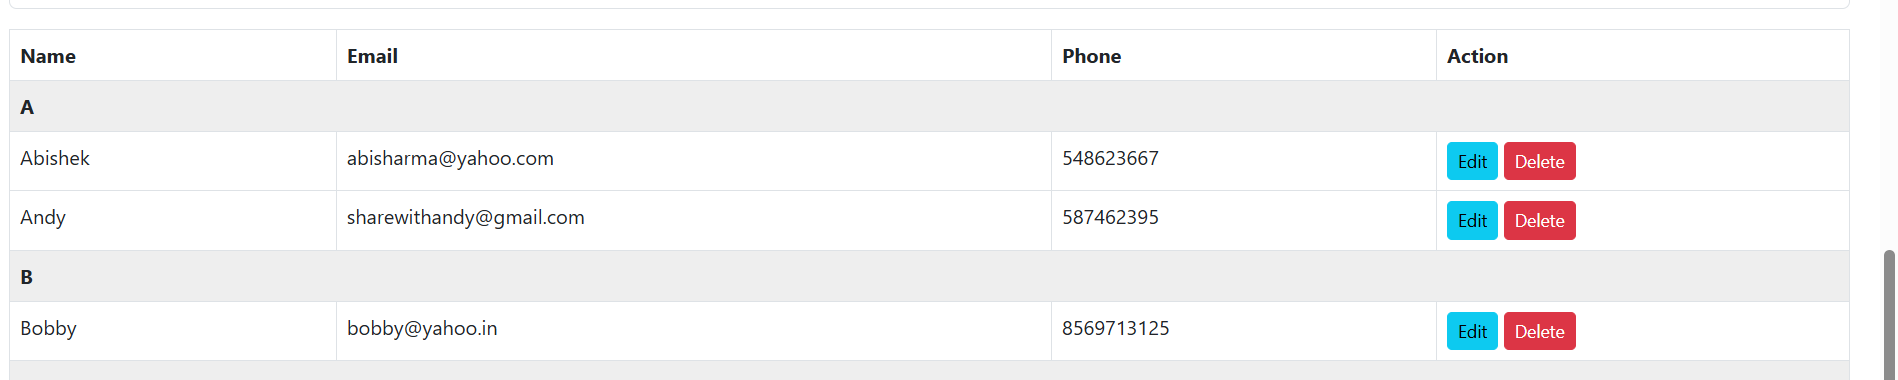 Name Email Phone Action
A
Abishek abisharma@yahoo.com 548623667 Edit Delete
Andy sharewithandy@gmail.com 587462395 Edit Delete
B
Bobby bobby@yahoo.in 8569713125 Edit Delete